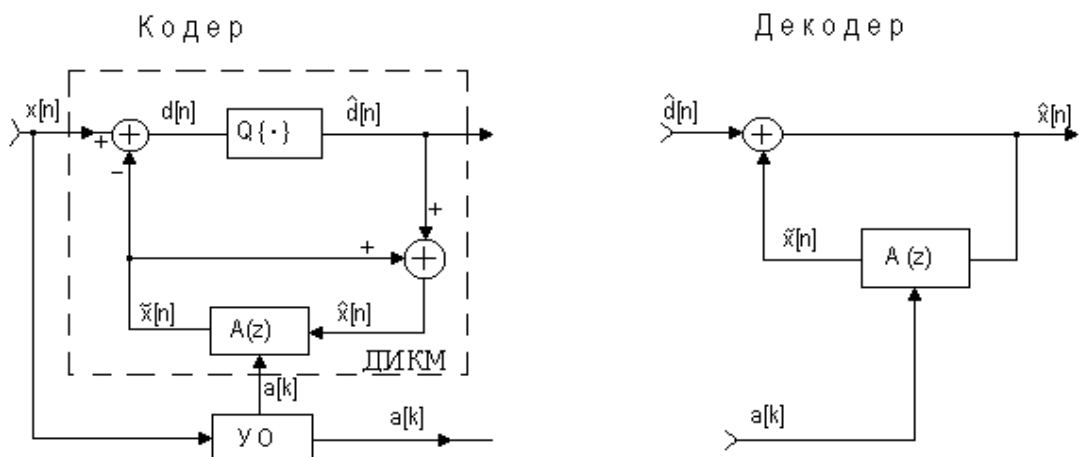 Кодер
Декодер
x[n]
d[n]
Q{·}
d̂[n]
+
+
−
+
+
+
x̃[n]
A(z)
x̂[n]
ДИКМ
a[k]
УО
a[k]
d̂[n]
+
x̂[n]
x̃[n]
A(z)
a[k]